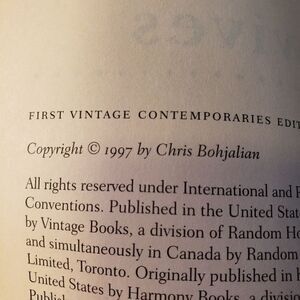 FIRST VINTAGE CONTEMPORARIES
Copyright © 1997 by Chris Bohjalian
All rights reserved under International and
Conventions. Published in the United
by Vintage Books, a division of Random
and simultaneously in Canada by Random
Limited, Toronto. Originally published in
United States by Harmony Books, a division